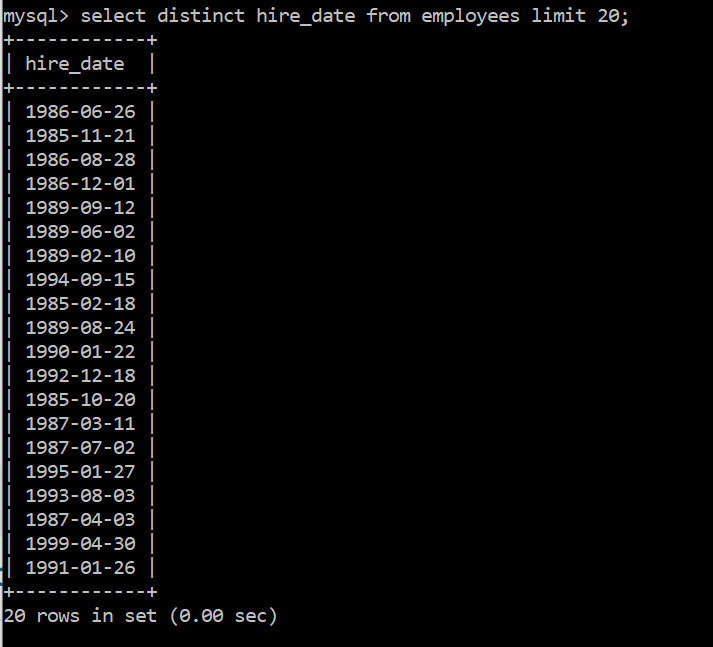 mysql> select distinct hire_date from employees limit 20;
+------------+
| hire_date  |
+------------+
| 1986-06-26 |
| 1985-11-21 |
| 1986-08-28 |
| 1986-12-01 |
| 1989-09-12 |
| 1989-06-02 |
| 1989-02-10 |
| 1994-09-15 |
| 1985-02-18 |
| 1989-08-24 |
| 1990-01-22 |
| 1992-12-18 |
| 1985-10-20 |
| 1987-03-11 |
| 1987-07-02 |
| 1995-01-27 |
| 1993-08-03 |
| 1987-04-03 |
| 1999-04-30 |
| 1991-01-26 |
+------------+
20 rows in set (0.00 sec)